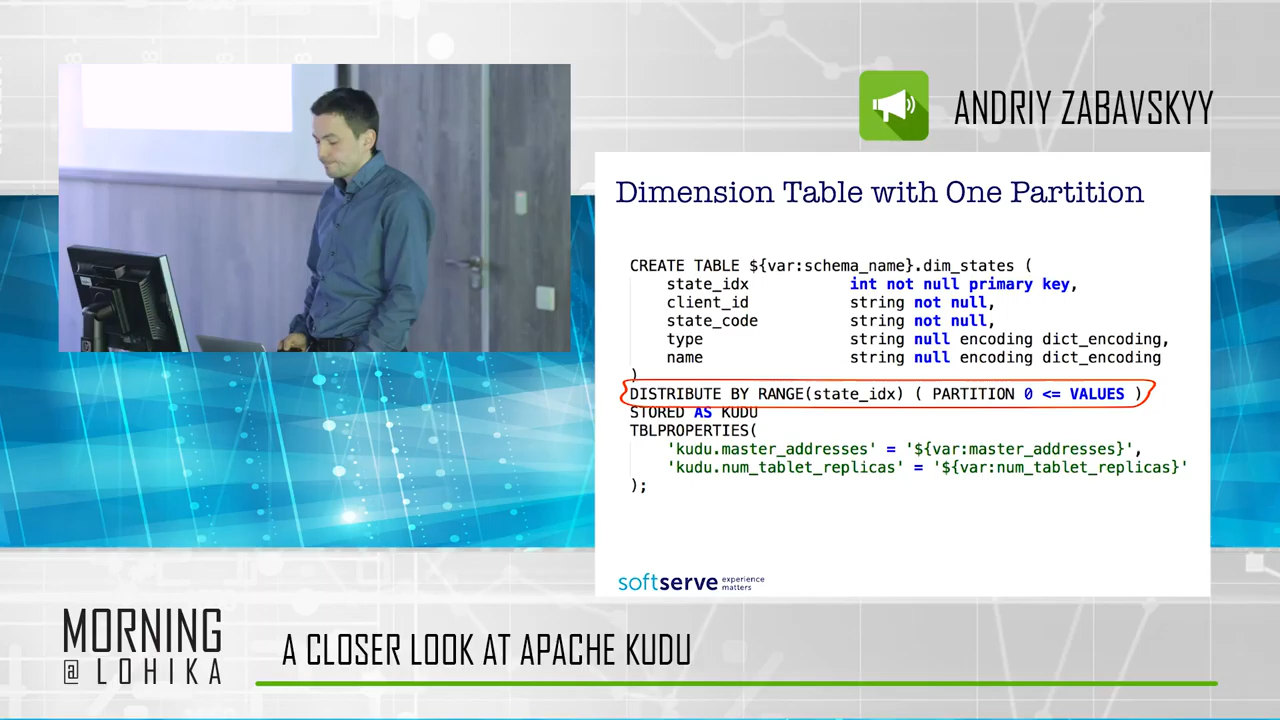 ANDRIY ZABAVSKYY
Dimension Table with One Partition
CREATE TABLE ${var:schema_name}.dim_states (
state_idx int not null primary key,
client_id string not null,
state_code string not null,
type string null encoding dict_encoding,
name string null encoding dict_encoding
)
DISTRIBUTE BY RANGE(state_idx) ( PARTITION 0 <= VALUES )
STORED AS KUDU
TBLPROPERTIES(
'kudu.master_addresses' = '${var:master_addresses}',
'kudu.num_tablet_replicas' = '${var:num_tablet_replicas}'
);
softserve experience matters
MORNING
@ LOHIKA
A CLOSER LOOK AT APACHE KUDU